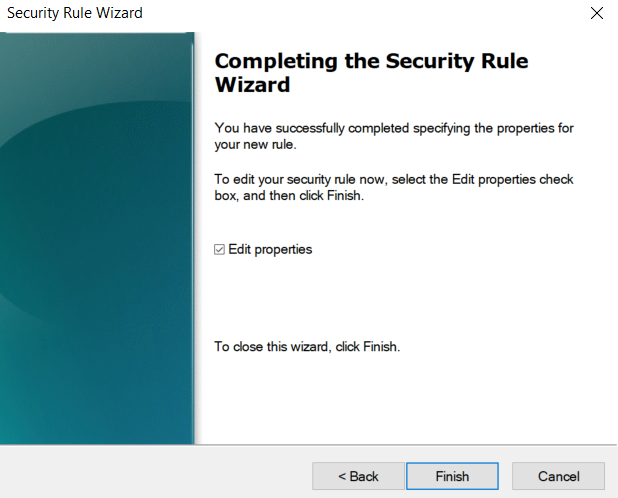 Security Rule Wizard
Completing the Security Rule
Wizard
You have successfully completed specifying the properties for
your new rule.
To edit your security rule now, select the Edit properties check
box, and then click Finish.
Edit properties
To close this wizard, click Finish.
< Back
Finish
Cancel